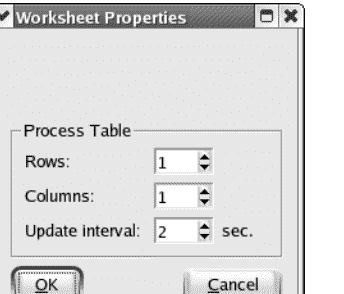 Worksheet Properties
Process Table
Rows: 1
Columns: 1
Update interval: 2 sec.
OK Cancel